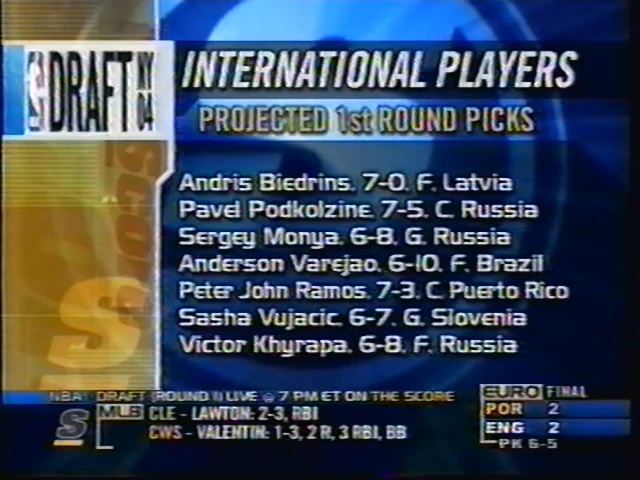 DRAFT NY 04
INTERNATIONAL PLAYERS
PROJECTED 1st ROUND PICKS
Andris Biedrins, 7-0, F, Latvia
Pavel Podkolzine, 7-5, C, Russia
Sergey Monya, 6-8, G, Russia
Anderson Varejao, 6-10, F, Brazil
Peter John Ramos, 7-3, C, Puerto Rico
Sasha Vujacic, 6-7, G, Slovenia
Victor Khyrapa, 6-8, F, Russia
NBA DRAFT (ROUND 1) LIVE @ 7 PM ET ON THE SCORE
MLB
CLE - LAWTON: 2-3, RBI
CWS - VALENTIN: 1-3, 2 R, 3 RBI, BB
EURO FINAL
POR 2
ENG 2
PK 6-5